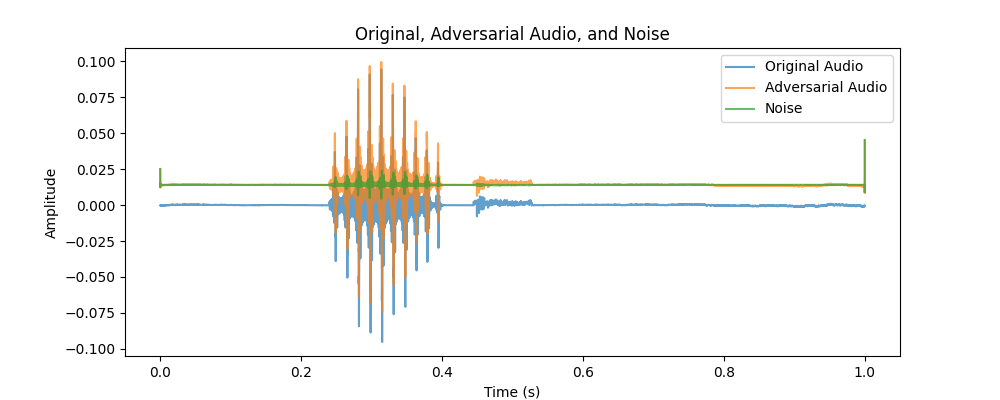 Original, Adversarial Audio, and Noise
Original Audio
Adversarial Audio
Noise
Amplitude
0.100
0.075
0.050
0.025
0.000
−0.025
−0.050
−0.075
−0.100
0.0 0.2 0.4 0.6 0.8 1.0
Time (s)